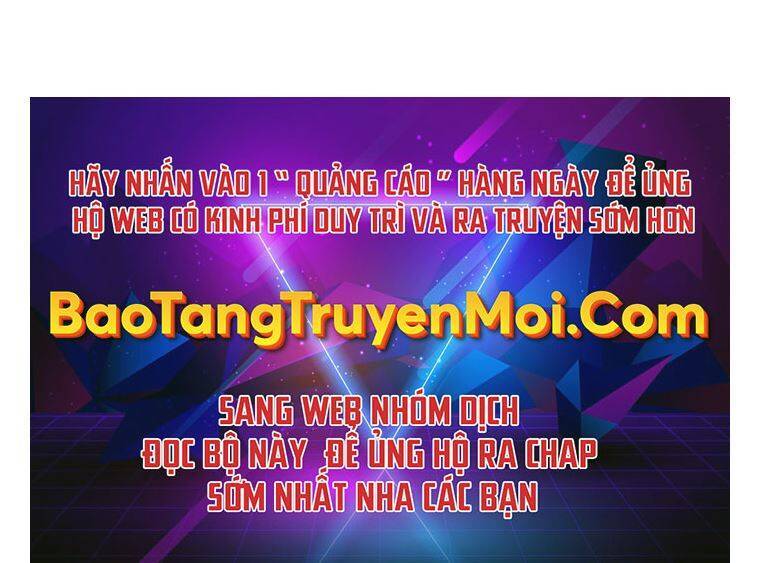 HÃY NHẤN VÀO 1 “ QUẢNG CÁO ” HÀNG NGÀY ĐỂ ỦNG
HỘ WEB CÓ KINH PHÍ DUY TRÌ VÀ RA TRUYỆN SỚM HƠN
BaoTangTruyenMoi.Com
SANG WEB NHÓM DỊCH
ĐỌC BỘ NÀY ĐỂ ỦNG HỘ RA CHAP
SỚM NHẤT NHA CÁC BẠN